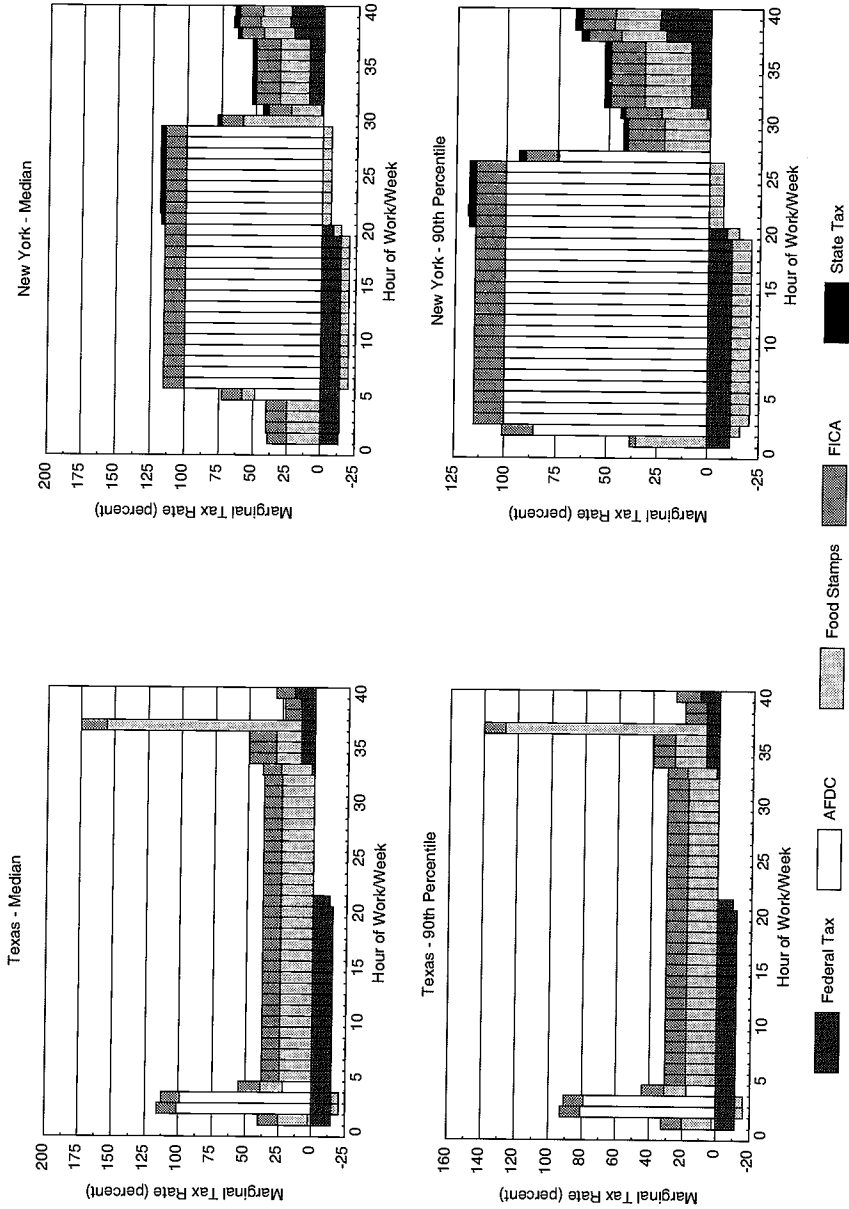 Texas - Median
Marginal Tax Rate (percent)
200
175
150
125
100
75
50
25
0
-25
0 5 10 15 20 25 30 35 40
Hour of Work/Week
New York - Median
Marginal Tax Rate (percent)
200
175
150
125
100
75
50
25
0
-25
0 5 10 15 20 25 30 35 40
Hour of Work/Week
Texas - 90th Percentile
Marginal Tax Rate (percent)
160
140
120
100
80
60
40
20
0
-20
0 5 10 15 20 25 30 35 40
Hour of Work/Week
New York - 90th Percentile
Marginal Tax Rate (percent)
125
100
75
50
25
0
-25
0 5 10 15 20 25 30 35 40
Hour of Work/Week
Federal Tax
AFDC
Food Stamps
FICA
State Tax